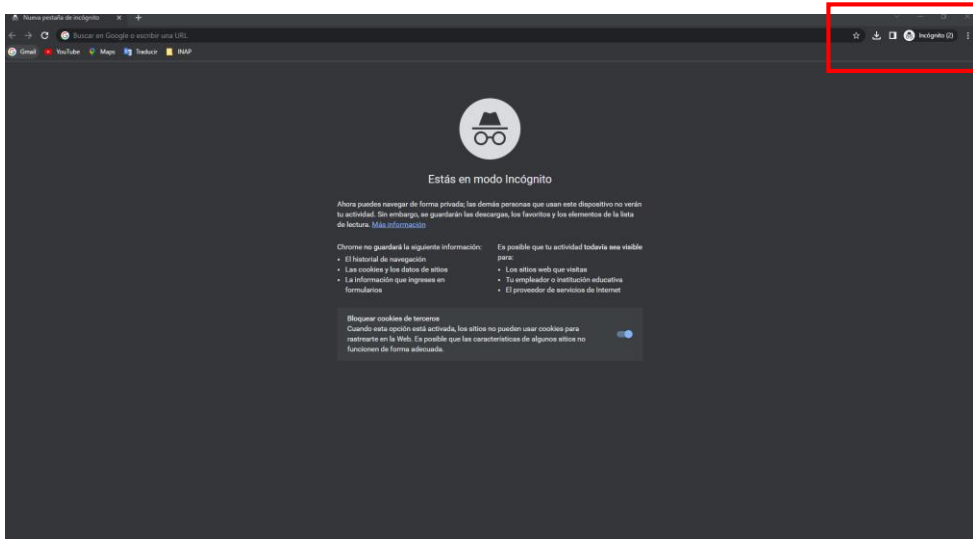 Nueva pestaña de incógnito
Buscar en Google o escribir una URL
Incógnito (2)
Gmail YouTube Maps Traducir INAP
Estás en modo Incógnito
Ahora puedes navegar de forma privada; las demás personas que usan este dispositivo no verán
tu actividad. Sin embargo, se guardarán las descargas, los favoritos y los elementos de la lista
de lectura. Más información
Chrome no guardará la siguiente información:
• El historial de navegación
• Las cookies y los datos de sitios
• La información que ingreses en
formularios
Es posible que tu actividad todavía sea visible
para:
• Los sitios web que visitas
• Tu empleador o institución educativa
• El proveedor de servicios de Internet
Bloquear cookies de terceros
Cuando esta opción está activada, los sitios no pueden usar cookies para
rastrearte en la Web. Es posible que las características de algunos sitios no
funcionen de forma adecuada.